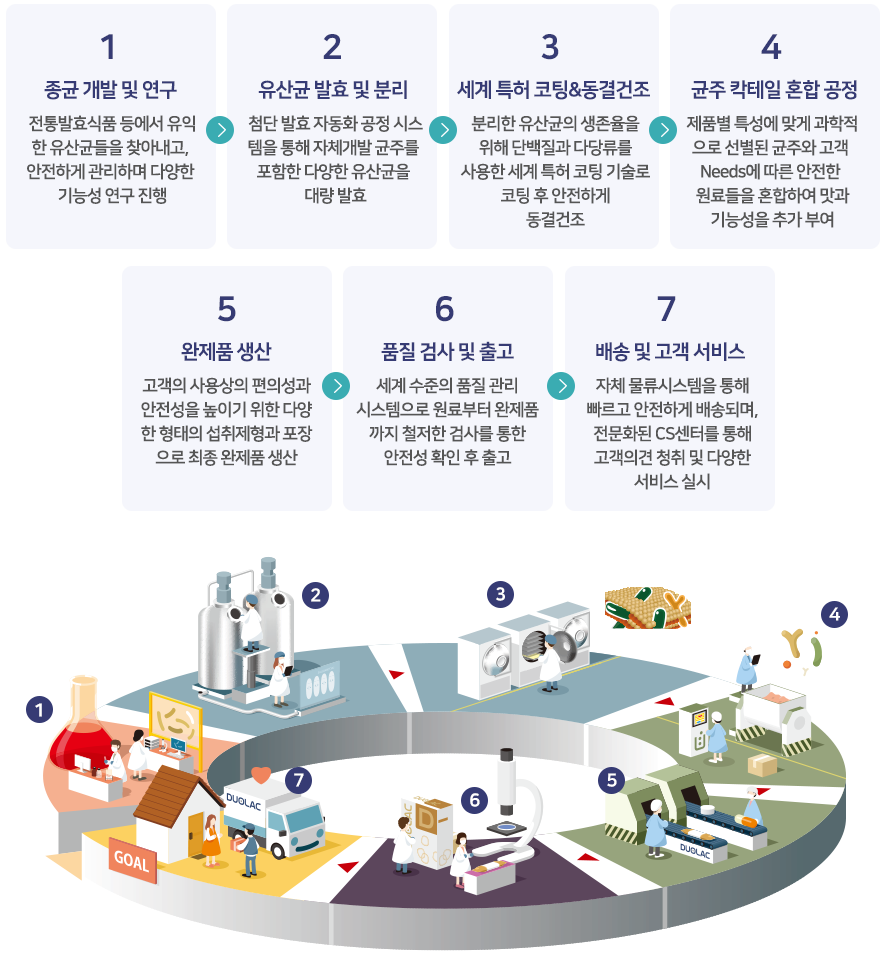 1
종균 개발 및 연구
전통발효식품 등에서 유익
한 유산균들을 찾아내고,
안전하게 관리하며 다양한
기능성 연구 진행
2
유산균 발효 및 분리
첨단 발효 자동화 공정 시스
템을 통해 자체개발 균주를
포함한 다양한 유산균을
대량 발효
3
세계 특허 코팅&동결건조
분리한 유산균의 생존율을
위해 단백질과 다당류를
사용한 세계 특허 코팅 기술로
코팅 후 안전하게
동결건조
4
균주 칵테일 혼합 공정
제품별 특성에 맞게 과학적
으로 선별된 균주와 고객
Needs에 따른 안전한
원료들을 혼합하여 맛과
기능성을 추가 부여
5
완제품 생산
고객의 사용상의 편의성과
안전성을 높이기 위한 다양
한 형태의 섭취제형과 포장
으로 최종 완제품 생산
6
품질 검사 및 출고
세계 수준의 품질 관리
시스템으로 원료부터 완제품
까지 철저한 검사를 통한
안전성 확인 후 출고
7
배송 및 고객 서비스
자체 물류시스템을 통해
빠르고 안전하게 배송되며,
전문화된 CS센터를 통해
고객의견 청취 및 다양한
서비스 실시
2
3
4
1
7
DUOLAC
6
5
D-
DUOLAC
DUOLAC
GOAL